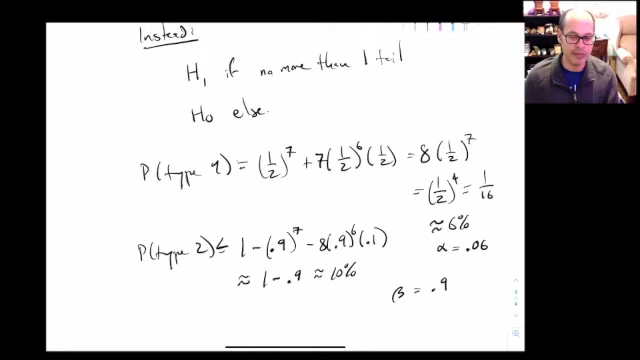 Instead:
H₁ if no more than 1 tail
H₀ else.
P(type 1) = (1/2)^7 + 7(1/2)^6 (1/2) = 8(1/2)^7
= (1/2)^4 = 1/16
≈ 6%
α = .06
P(type 2) ≤ 1 - (.9)^7 - 8(.9)^6 (.1)
≈ 1 - .9 ≈ 10%
β = .9